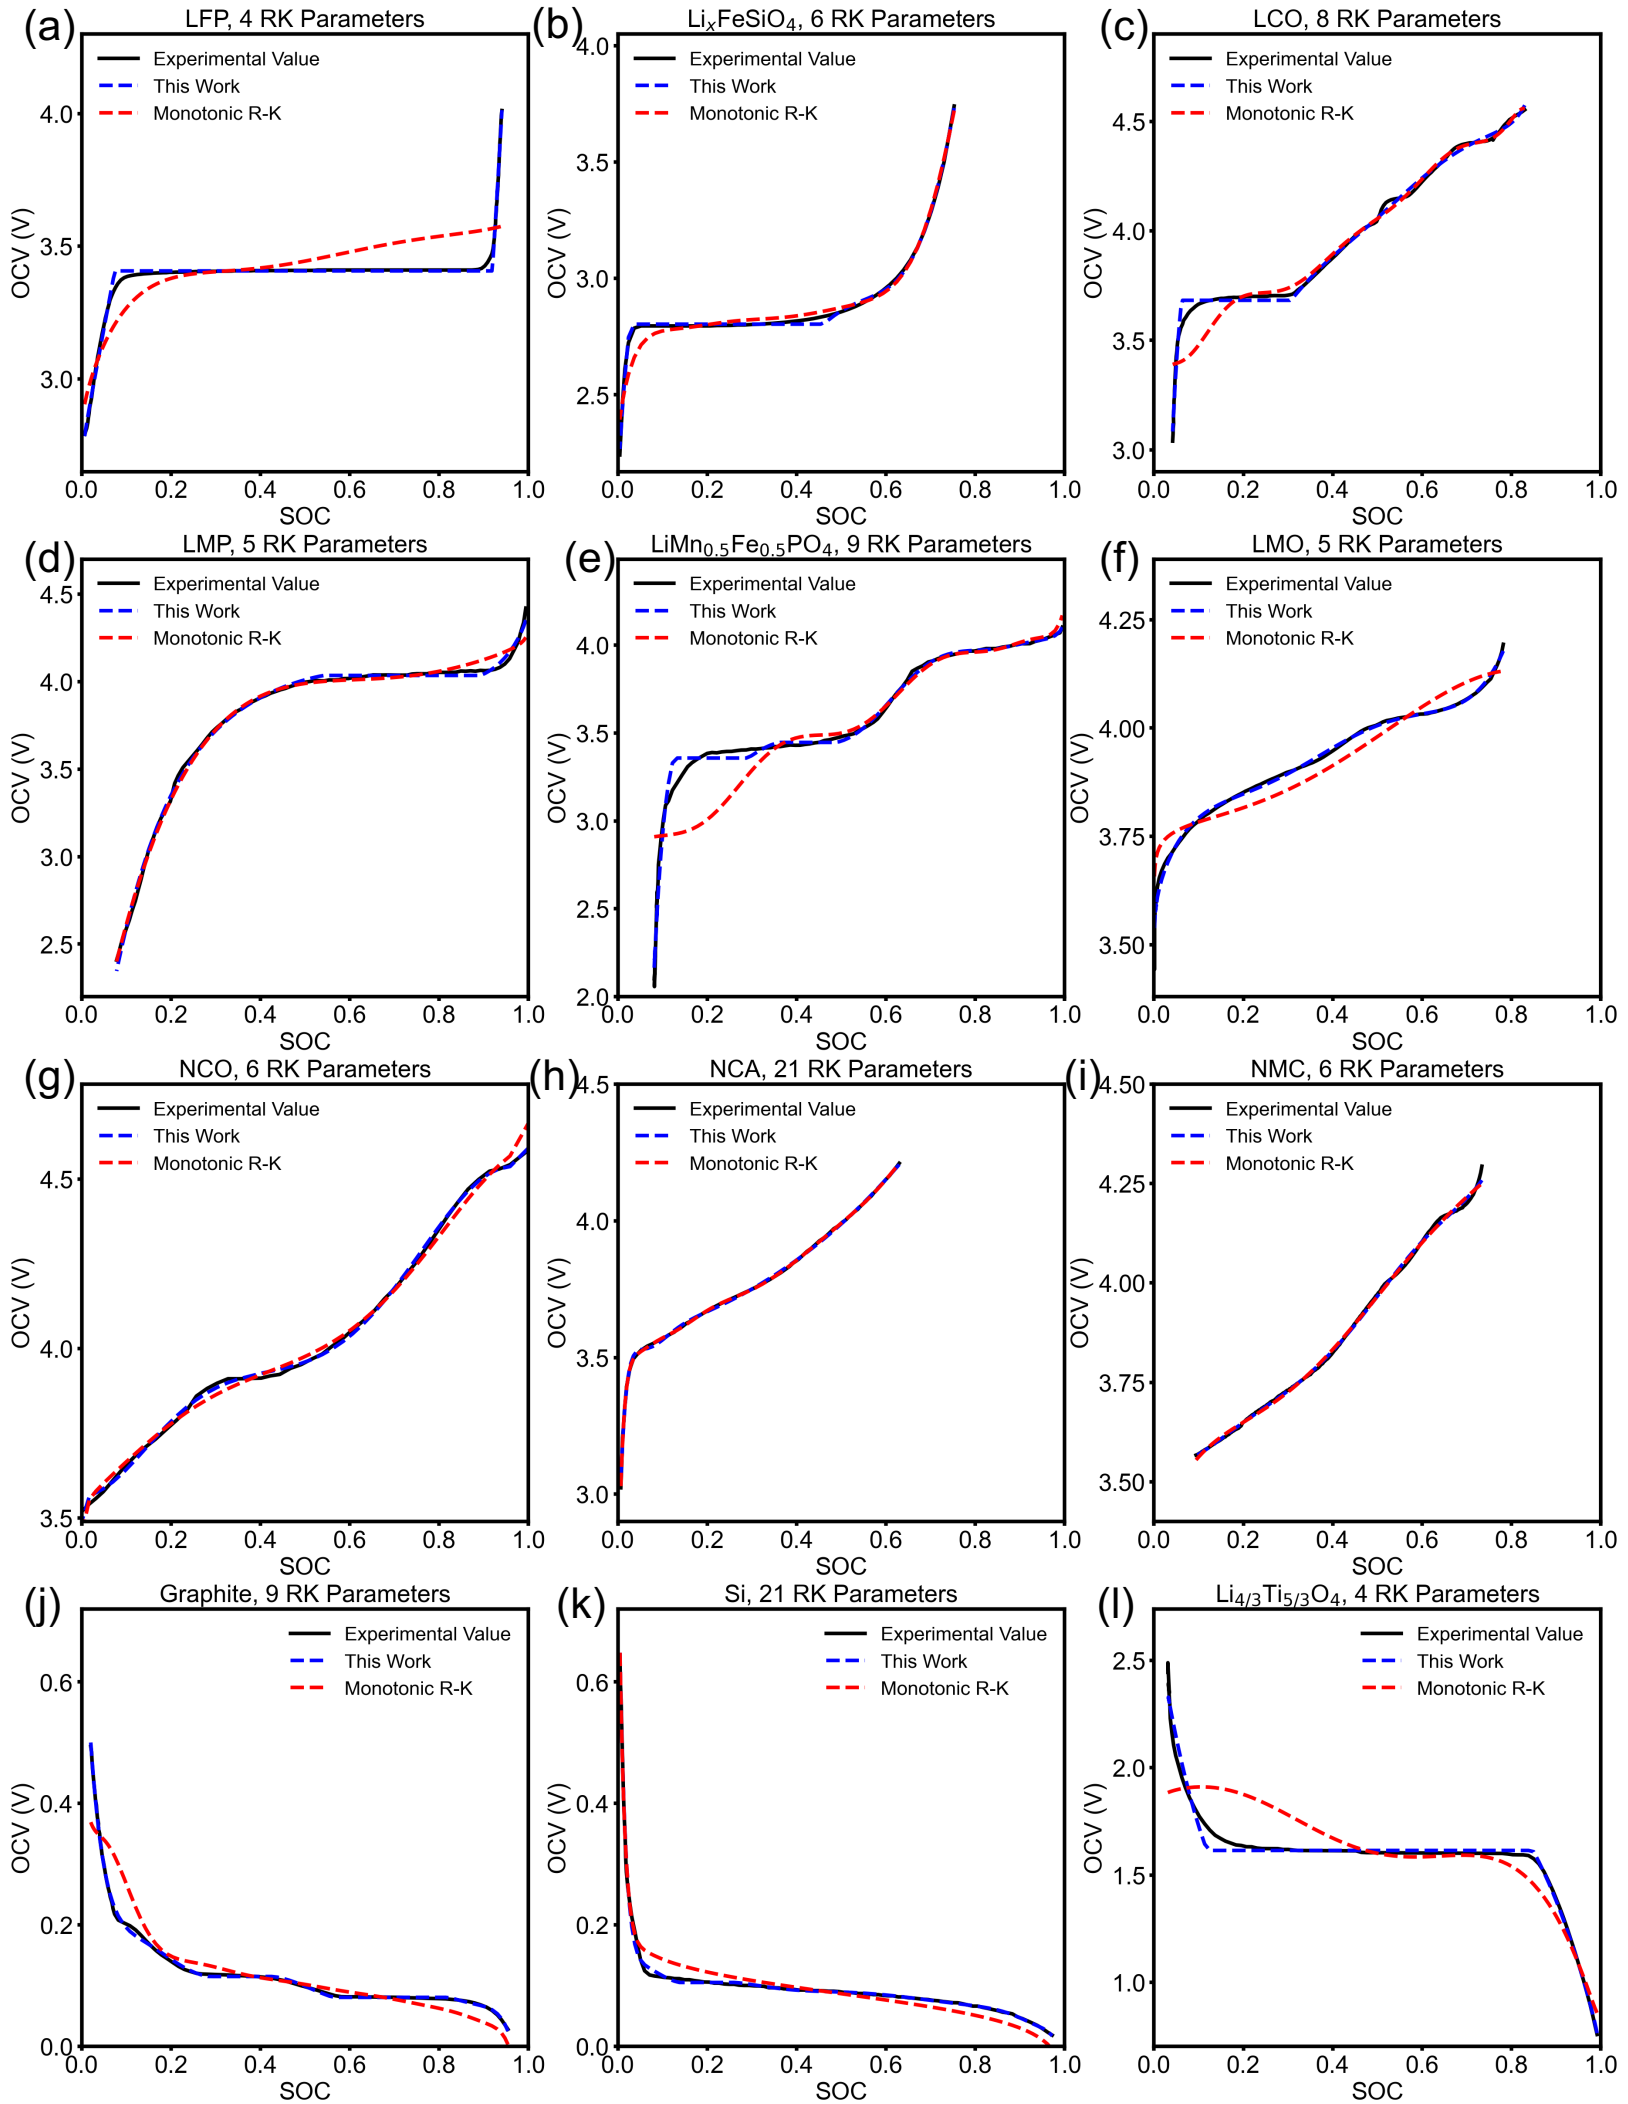 (a) LFP, 4 RK Parameters
Experimental Value
This Work
Monotonic R-K
OCV (V)
4.0
3.5
3.0
0.0 0.2 0.4 0.6 0.8 1.0
SOC
(b) LiₓFeSiO₄, 6 RK Parameters
Experimental Value
This Work
Monotonic R-K
OCV (V)
4.0
3.5
3.0
2.5
0.0 0.2 0.4 0.6 0.8 1.0
SOC
(c) LCO, 8 RK Parameters
Experimental Value
This Work
Monotonic R-K
OCV (V)
4.5
4.0
3.5
3.0
0.0 0.2 0.4 0.6 0.8 1.0
SOC
(d) LMP, 5 RK Parameters
Experimental Value
This Work
Monotonic R-K
OCV (V)
4.5
4.0
3.5
3.0
2.5
0.0 0.2 0.4 0.6 0.8 1.0
SOC
(e) LiMn₀.₅Fe₀.₅PO₄, 9 RK Parameters
Experimental Value
This Work
Monotonic R-K
OCV (V)
4.0
3.5
3.0
2.5
2.0
0.0 0.2 0.4 0.6 0.8 1.0
SOC
(f) LMO, 5 RK Parameters
Experimental Value
This Work
Monotonic R-K
OCV (V)
4.25
4.00
3.75
3.50
0.0 0.2 0.4 0.6 0.8 1.0
SOC
(g) NCO, 6 RK Parameters
Experimental Value
This Work
Monotonic R-K
OCV (V)
4.5
4.0
3.5
0.0 0.2 0.4 0.6 0.8 1.0
SOC
(h) NCA, 21 RK Parameters
Experimental Value
This Work
Monotonic R-K
OCV (V)
4.5
4.0
3.5
3.0
0.0 0.2 0.4 0.6 0.8 1.0
SOC
(i) NMC, 6 RK Parameters
Experimental Value
This Work
Monotonic R-K
OCV (V)
4.50
4.25
4.00
3.75
3.50
0.0 0.2 0.4 0.6 0.8 1.0
SOC
(j) Graphite, 9 RK Parameters
Experimental Value
This Work
Monotonic R-K
OCV (V)
0.6
0.4
0.2
0.0
0.0 0.2 0.4 0.6 0.8 1.0
SOC
(k) Si, 21 RK Parameters
Experimental Value
This Work
Monotonic R-K
OCV (V)
0.6
0.4
0.2
0.0
0.0 0.2 0.4 0.6 0.8 1.0
SOC
(l) Li₄/₃Ti₅/₃O₄, 4 RK Parameters
Experimental Value
This Work
Monotonic R-K
OCV (V)
2.5
2.0
1.5
1.0
0.0 0.2 0.4 0.6 0.8 1.0
SOC